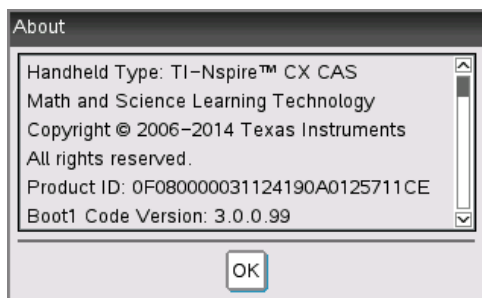 About
Handheld Type: TI-Nspire™ CX CAS
Math and Science Learning Technology
Copyright © 2006-2014 Texas Instruments
All rights reserved.
Product ID: 0F080000031124190A0125711CE
Boot1 Code Version: 3.0.0.99
OK